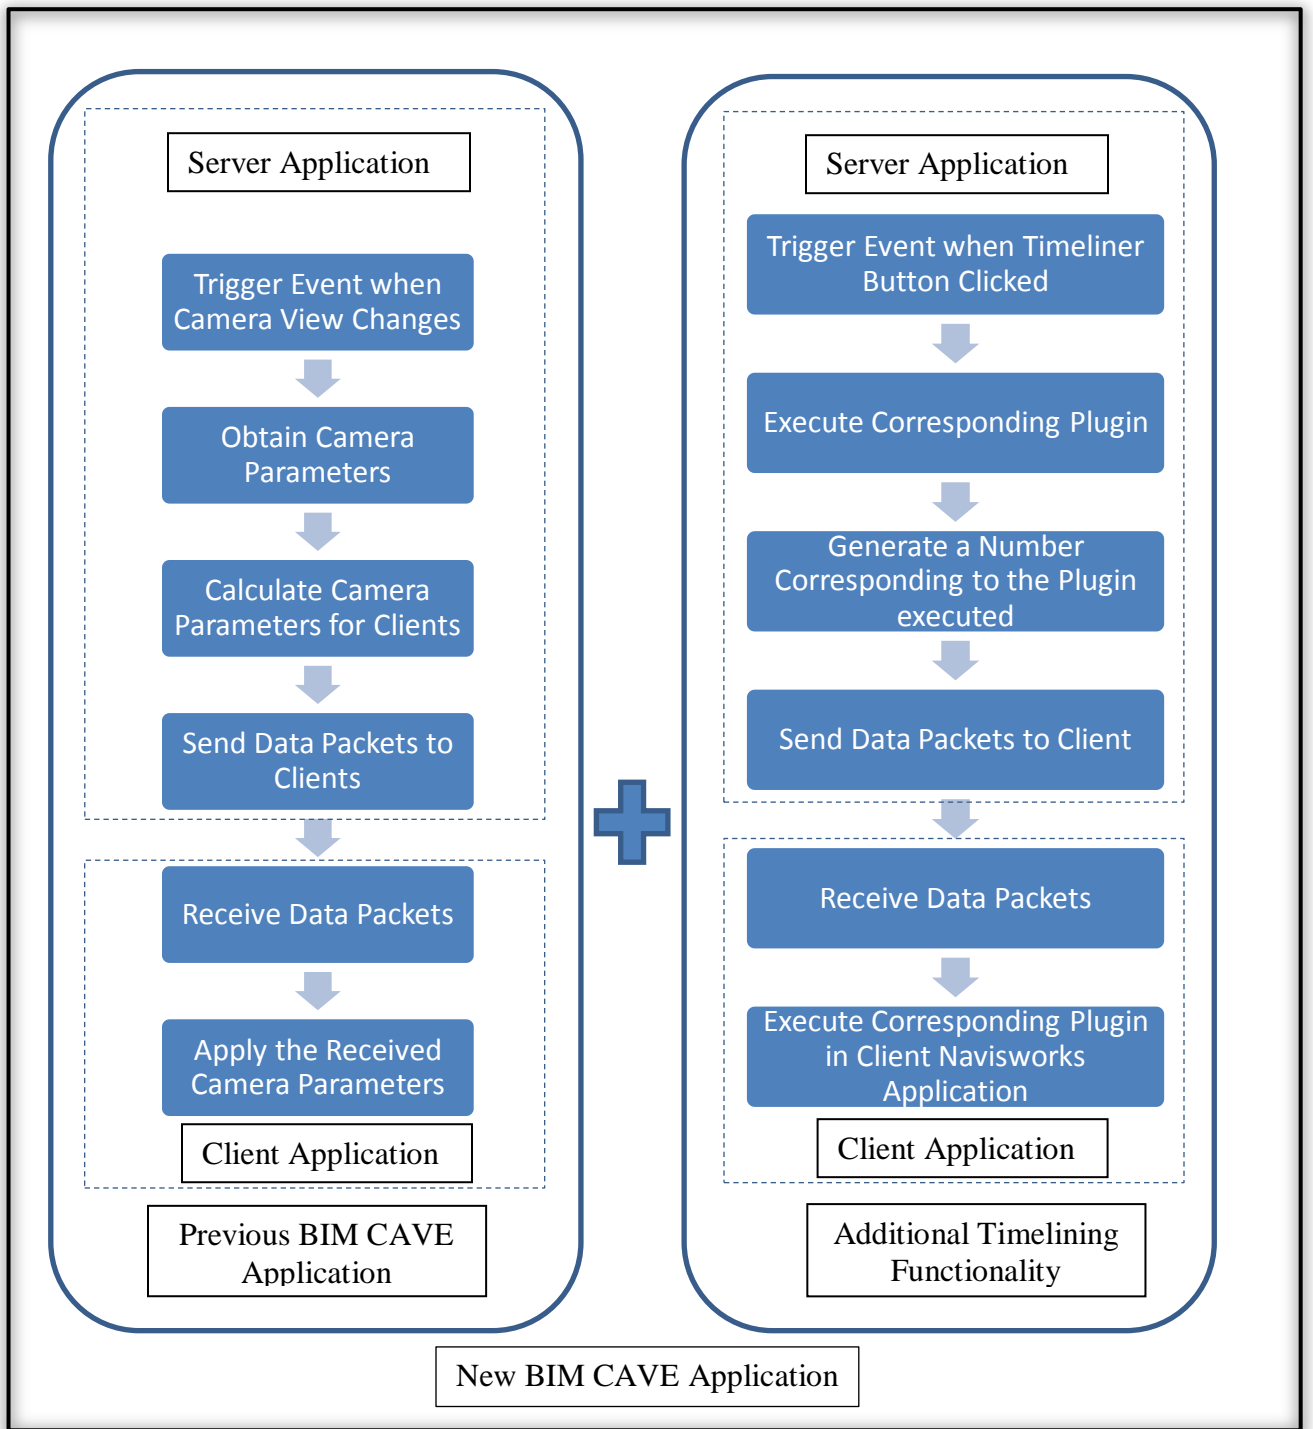 Server Application
Trigger Event when
Camera View Changes
Obtain Camera
Parameters
Calculate Camera
Parameters for Clients
Send Data Packets to
Clients
Receive Data Packets
Apply the Received
Camera Parameters
Client Application
Previous BIM CAVE
Application
Server Application
Trigger Event when Timeliner
Button Clicked
Execute Corresponding Plugin
Generate a Number
Corresponding to the Plugin
executed
Send Data Packets to Client
Receive Data Packets
Execute Corresponding Plugin
in Client Navisworks
Application
Client Application
Additional Timelining
Functionality
New BIM CAVE Application